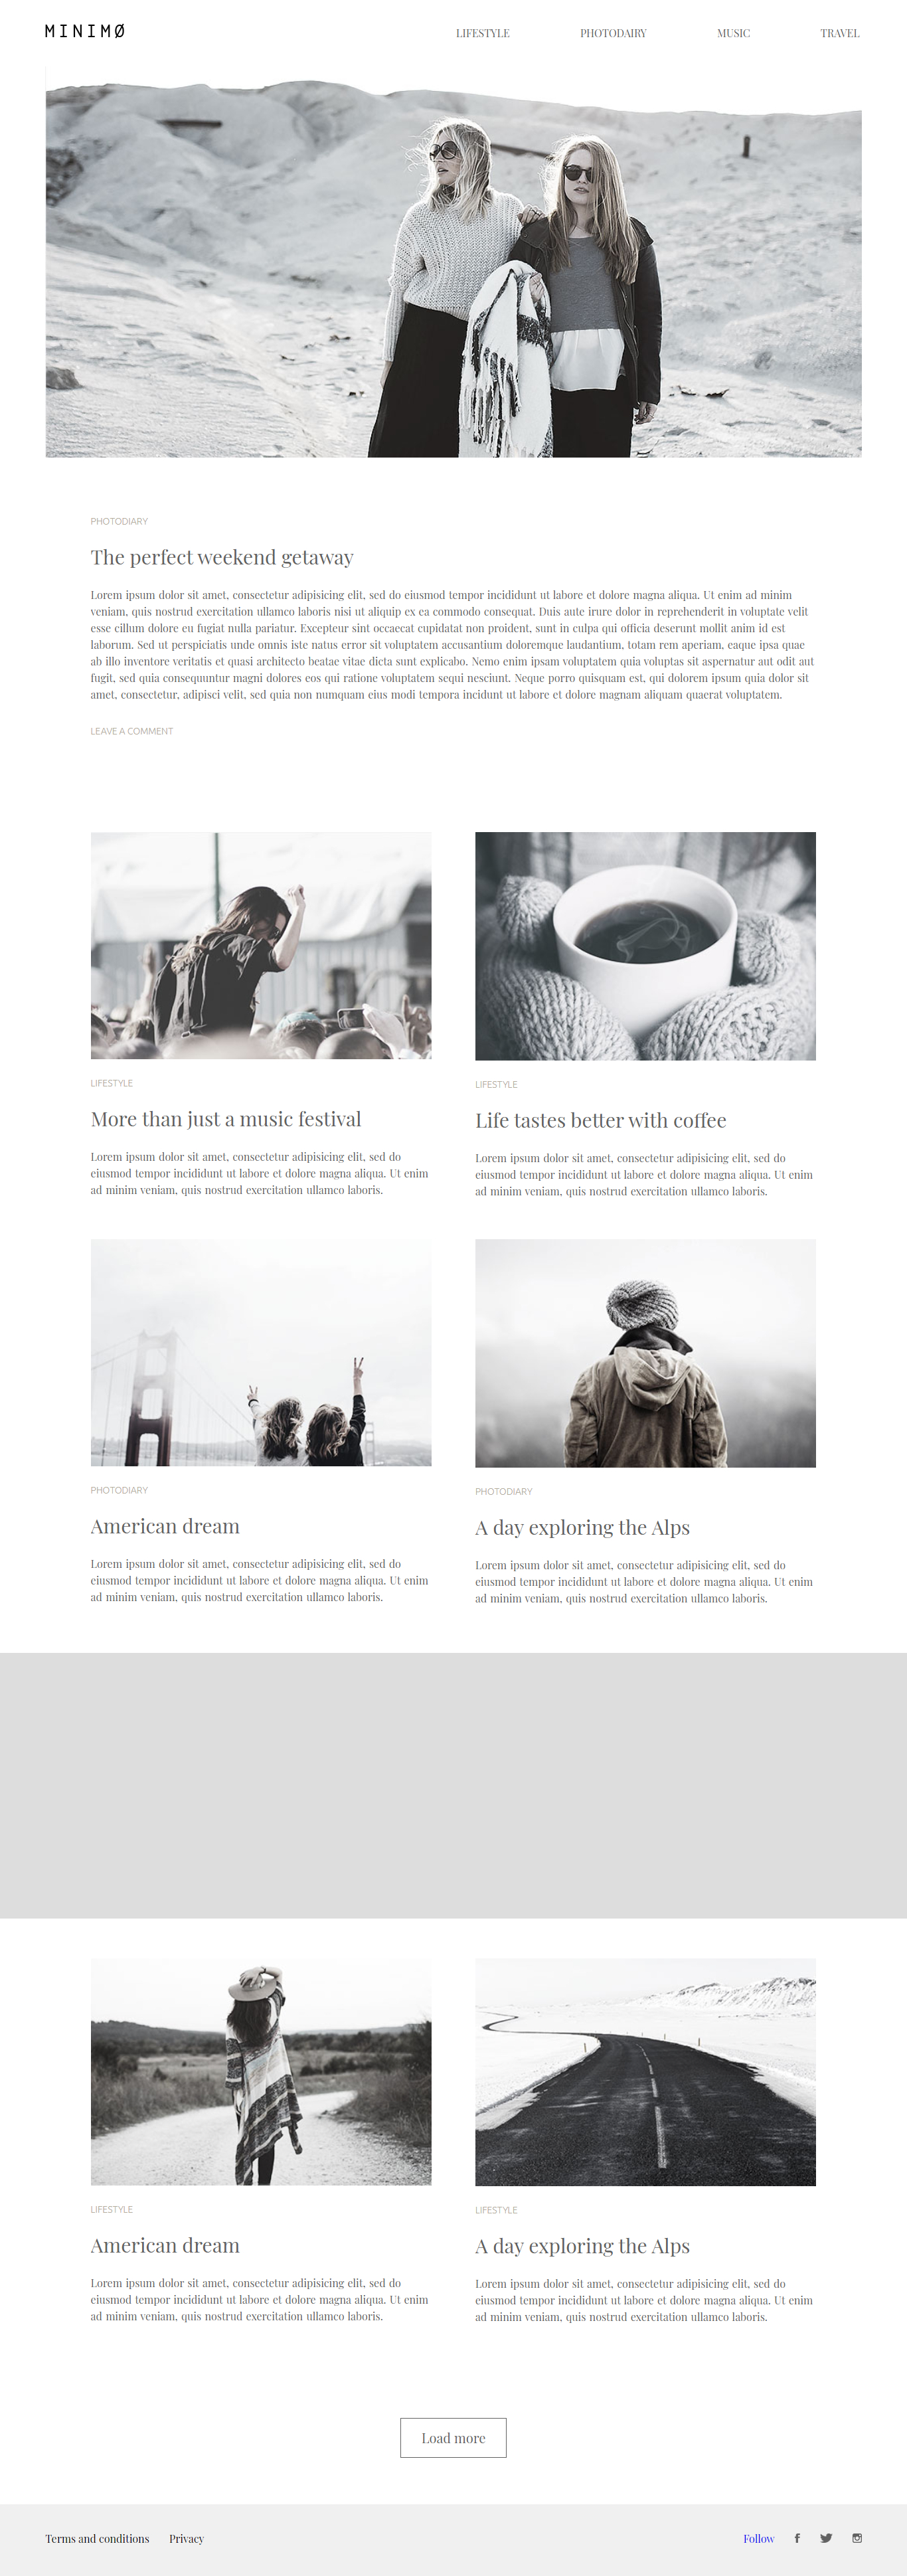 MINIMØ
LIFESTYLE PHOTODAIRY MUSIC TRAVEL
PHOTODIARY
The perfect weekend getaway
Lorem ipsum dolor sit amet, consectetur adipisicing elit, sed do eiusmod tempor incididunt ut labore et dolore magna aliqua. Ut enim ad minim
veniam, quis nostrud exercitation ullamco laboris nisi ut aliquip ex ea commodo consequat. Duis aute irure dolor in reprehenderit in voluptate velit
esse cillum dolore eu fugiat nulla pariatur. Excepteur sint occaecat cupidatat non proident, sunt in culpa qui officia deserunt mollit anim id est
laborum. Sed ut perspiciatis unde omnis iste natus error sit voluptatem accusantium doloremque laudantium, totam rem aperiam, eaque ipsa quae
ab illo inventore veritatis et quasi architecto beatae vitae dicta sunt explicabo. Nemo enim ipsam voluptatem quia voluptas sit aspernatur aut odit aut
fugit, sed quia consequuntur magni dolores eos qui ratione voluptatem sequi nesciunt. Neque porro quisquam est, qui dolorem ipsum quia dolor sit
amet, consectetur, adipisci velit, sed quia non numquam eius modi tempora incidunt ut labore et dolore magnam aliquam quaerat voluptatem.
LEAVE A COMMENT
LIFESTYLE
More than just a music festival
Lorem ipsum dolor sit amet, consectetur adipisicing elit, sed do
eiusmod tempor incididunt ut labore et dolore magna aliqua. Ut enim
ad minim veniam, quis nostrud exercitation ullamco laboris.
LIFESTYLE
Life tastes better with coffee
Lorem ipsum dolor sit amet, consectetur adipisicing elit, sed do
eiusmod tempor incididunt ut labore et dolore magna aliqua. Ut enim
ad minim veniam, quis nostrud exercitation ullamco laboris.
PHOTODIARY
American dream
Lorem ipsum dolor sit amet, consectetur adipisicing elit, sed do
eiusmod tempor incididunt ut labore et dolore magna aliqua. Ut enim
ad minim veniam, quis nostrud exercitation ullamco laboris.
PHOTODIARY
A day exploring the Alps
Lorem ipsum dolor sit amet, consectetur adipisicing elit, sed do
eiusmod tempor incididunt ut labore et dolore magna aliqua. Ut enim
ad minim veniam, quis nostrud exercitation ullamco laboris.
LIFESTYLE
American dream
Lorem ipsum dolor sit amet, consectetur adipisicing elit, sed do
eiusmod tempor incididunt ut labore et dolore magna aliqua. Ut enim
ad minim veniam, quis nostrud exercitation ullamco laboris.
LIFESTYLE
A day exploring the Alps
Lorem ipsum dolor sit amet, consectetur adipisicing elit, sed do
eiusmod tempor incididunt ut labore et dolore magna aliqua. Ut enim
ad minim veniam, quis nostrud exercitation ullamco laboris.
Load more
Terms and conditions Privacy Follow